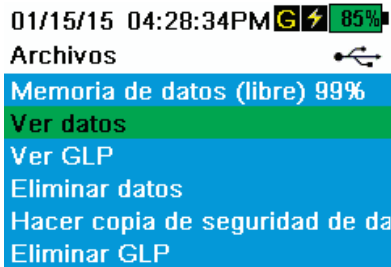 01/15/15 04:28:34PM G 85%
Archivos
Memoria de datos (libre) 99%
Ver datos
Ver GLP
Eliminar datos
Hacer copia de seguridad de da
Eliminar GLP